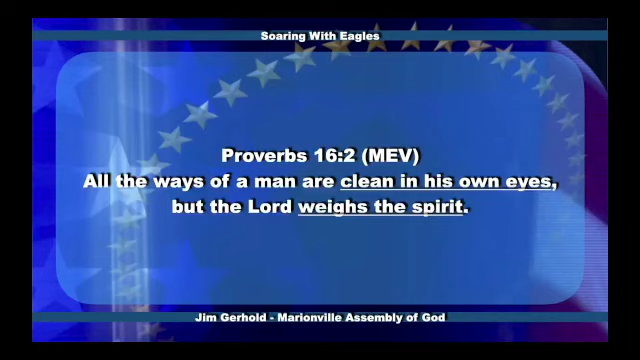 Soaring With Eagles
Proverbs 16:2 (MEV)
All the ways of a man are clean in his own eyes,
but the Lord weighs the spirit.
Jim Gerhold - Marionville Assembly of God